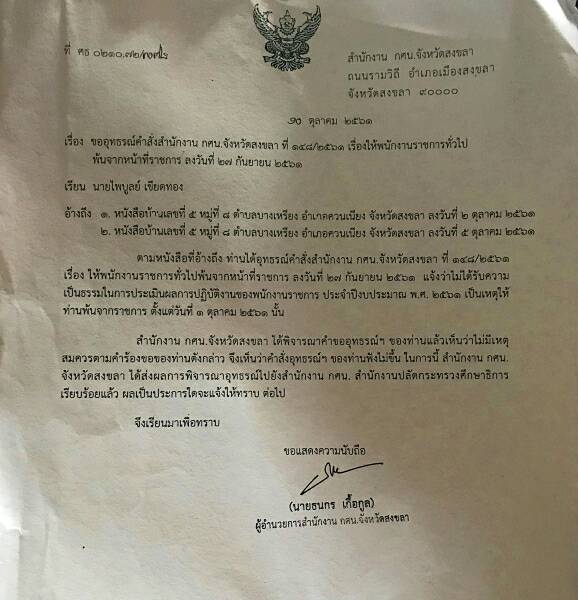 ที่ ศธ ๐๒๑๐.๗๒/
สำนักงาน กศน.จังหวัดสงขลา
ถนนรามวิถี อำเภอเมืองสงขลา
จังหวัดสงขลา ๙๐๐๐๐
๑๐ ตุลาคม ๒๕๖๑
เรื่อง ขออุทธรณ์คำสั่งสำนักงาน กศน.จังหวัดสงขลา ที่ ๑๔๘/๒๕๖๑ เรื่องให้พนักงานราชการทั่วไป
พ้นจากหน้าที่ราชการ ลงวันที่ ๒๗ กันยายน ๒๕๖๑
เรียน นายไพบูลย์ เขียดทอง
อ้างถึง ๑. หนังสือบ้านเลขที่ ๕ หมู่ที่ ๘ ตำบลบางเหรียง อำเภอควนเนียง จังหวัดสงขลา ลงวันที่ ๒ ตุลาคม ๒๕๖๑
๒. หนังสือบ้านเลขที่ ๕ หมู่ที่ ๘ ตำบลบางเหรียง อำเภอควนเนียง จังหวัดสงขลา ลงวันที่ ๕ ตุลาคม ๒๕๖๑
ตามหนังสือที่อ้างถึง ท่านได้อุทธรณ์คำสั่งสำนักงาน กศน.จังหวัดสงขลา ที่ ๑๔๘/๒๕๖๑
เรื่อง ให้พนักงานราชการทั่วไปพ้นจากหน้าที่ราชการ ลงวันที่ ๒๗ กันยายน ๒๕๖๑ แจ้งว่าไม่ได้รับความ
เป็นธรรมในการประเมินผลการปฏิบัติงานของพนักงานราชการ ประจำปีงบประมาณ พ.ศ. ๒๕๖๑ เป็นเหตุให้
ท่านพ้นจากราชการ ตั้งแต่วันที่ ๑ ตุลาคม ๒๕๖๑ นั้น
สำนักงาน กศน.จังหวัดสงขลา ได้พิจารณาคำขออุทธรณ์ฯ ของท่านแล้วเห็นว่าไม่มีเหตุ
สมควรตามคำร้องขอของท่านดังกล่าว จึงเห็นว่าคำสั่งอุทธรณ์ฯ ของท่านฟังไม่ขึ้น ในการนี้ สำนักงาน กศน.
จังหวัดสงขลา ได้ส่งผลการพิจารณาอุทธรณ์ไปยังสำนักงาน กศน. สำนักงานปลัดกระทรวงศึกษาธิการ
เรียบร้อยแล้ว ผลเป็นประการใดจะแจ้งให้ทราบ ต่อไป
จึงเรียนมาเพื่อทราบ
ขอแสดงความนับถือ
(นายธนกร เกื้อกูล)
ผู้อำนวยการสำนักงาน กศน.จังหวัดสงขลา